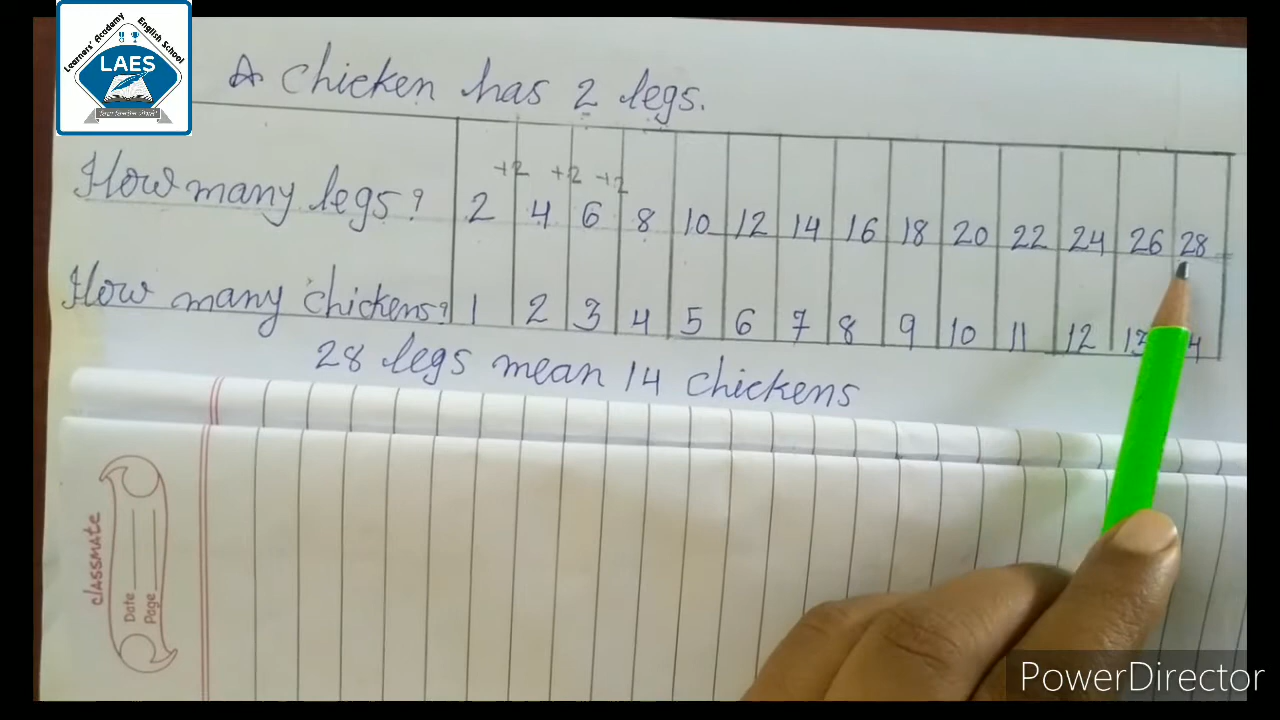 Learners' Academy English School
LAES
A chicken has 2 legs.
+2 +2 +2
How many legs? 2 4 6 8 10 12 14 16 18 20 22 24 26 28
How many chickens? 1 2 3 4 5 6 7 8 9 10 11 12 13 4
28 legs mean 14 chickens
classmate
Date
Page
PowerDirector